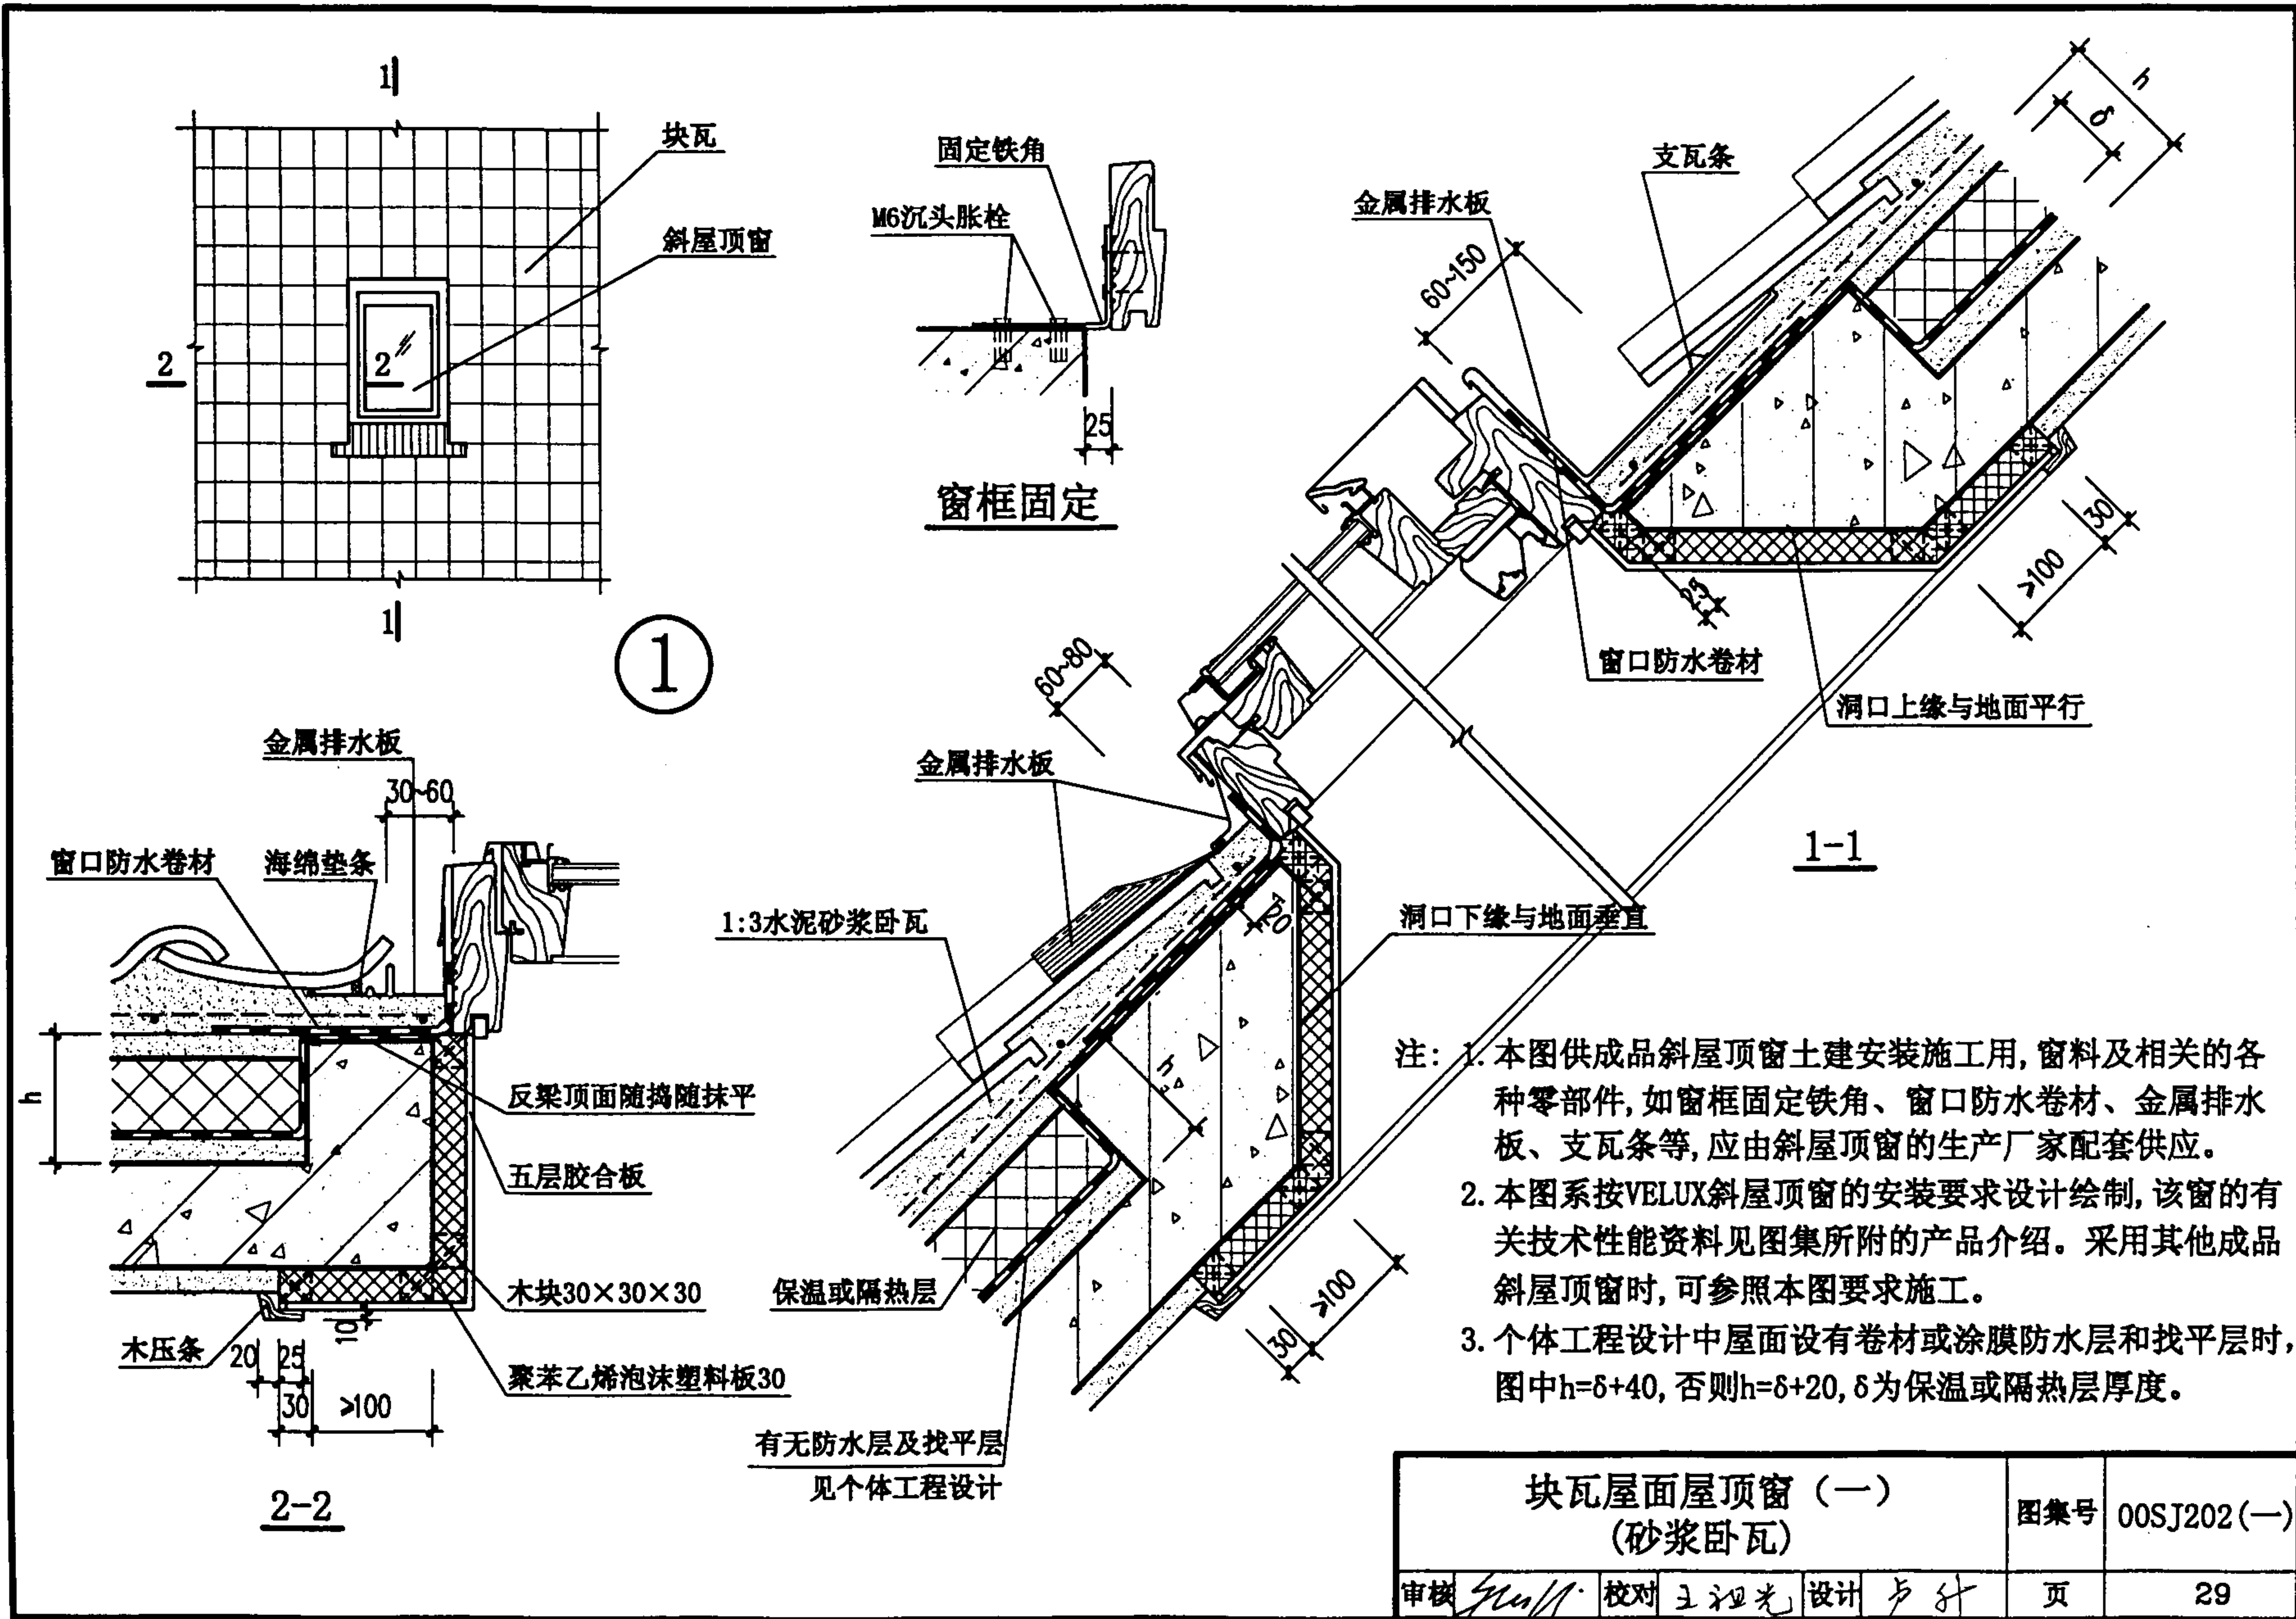 1
块瓦
斜屋顶窗
2
2
1
①
固定铁角
M6沉头胀栓
25
窗框固定
支瓦条
金属排水板
60~150
h
δ
30
>100
25
窗口防水卷材
洞口上缘与地面平行
1-1
60~80
金属排水板
1:3水泥砂浆卧瓦
20
洞口下缘与地面垂直
h
保温或隔热层
30
>100
有无防水层及找平层
见个体工程设计
金属排水板
30~60
窗口防水卷材
海绵垫条
h
反梁顶面随捣随抹平
五层胶合板
木块30×30×30
聚苯乙烯泡沫塑料板30
木压条
10
20
25
30
>100
2-2
注: 1. 本图供成品斜屋顶窗土建安装施工用,窗料及相关的各
种零部件,如窗框固定铁角、窗口防水卷材、金属排水
板、支瓦条等,应由斜屋顶窗的生产厂家配套供应。
2. 本图系按VELUX斜屋顶窗的安装要求设计绘制,该窗的有
关技术性能资料见图集所附的产品介绍。采用其他成品
斜屋顶窗时,可参照本图要求施工。
3. 个体工程设计中屋面设有卷材或涂膜防水层和找平层时,
图中h=δ+40,否则h=δ+20,δ为保温或隔热层厚度。
块瓦屋面屋顶窗（一）
(砂浆卧瓦)
图集号
00SJ202(一)
审核
校对 王祖光
设计
页
29